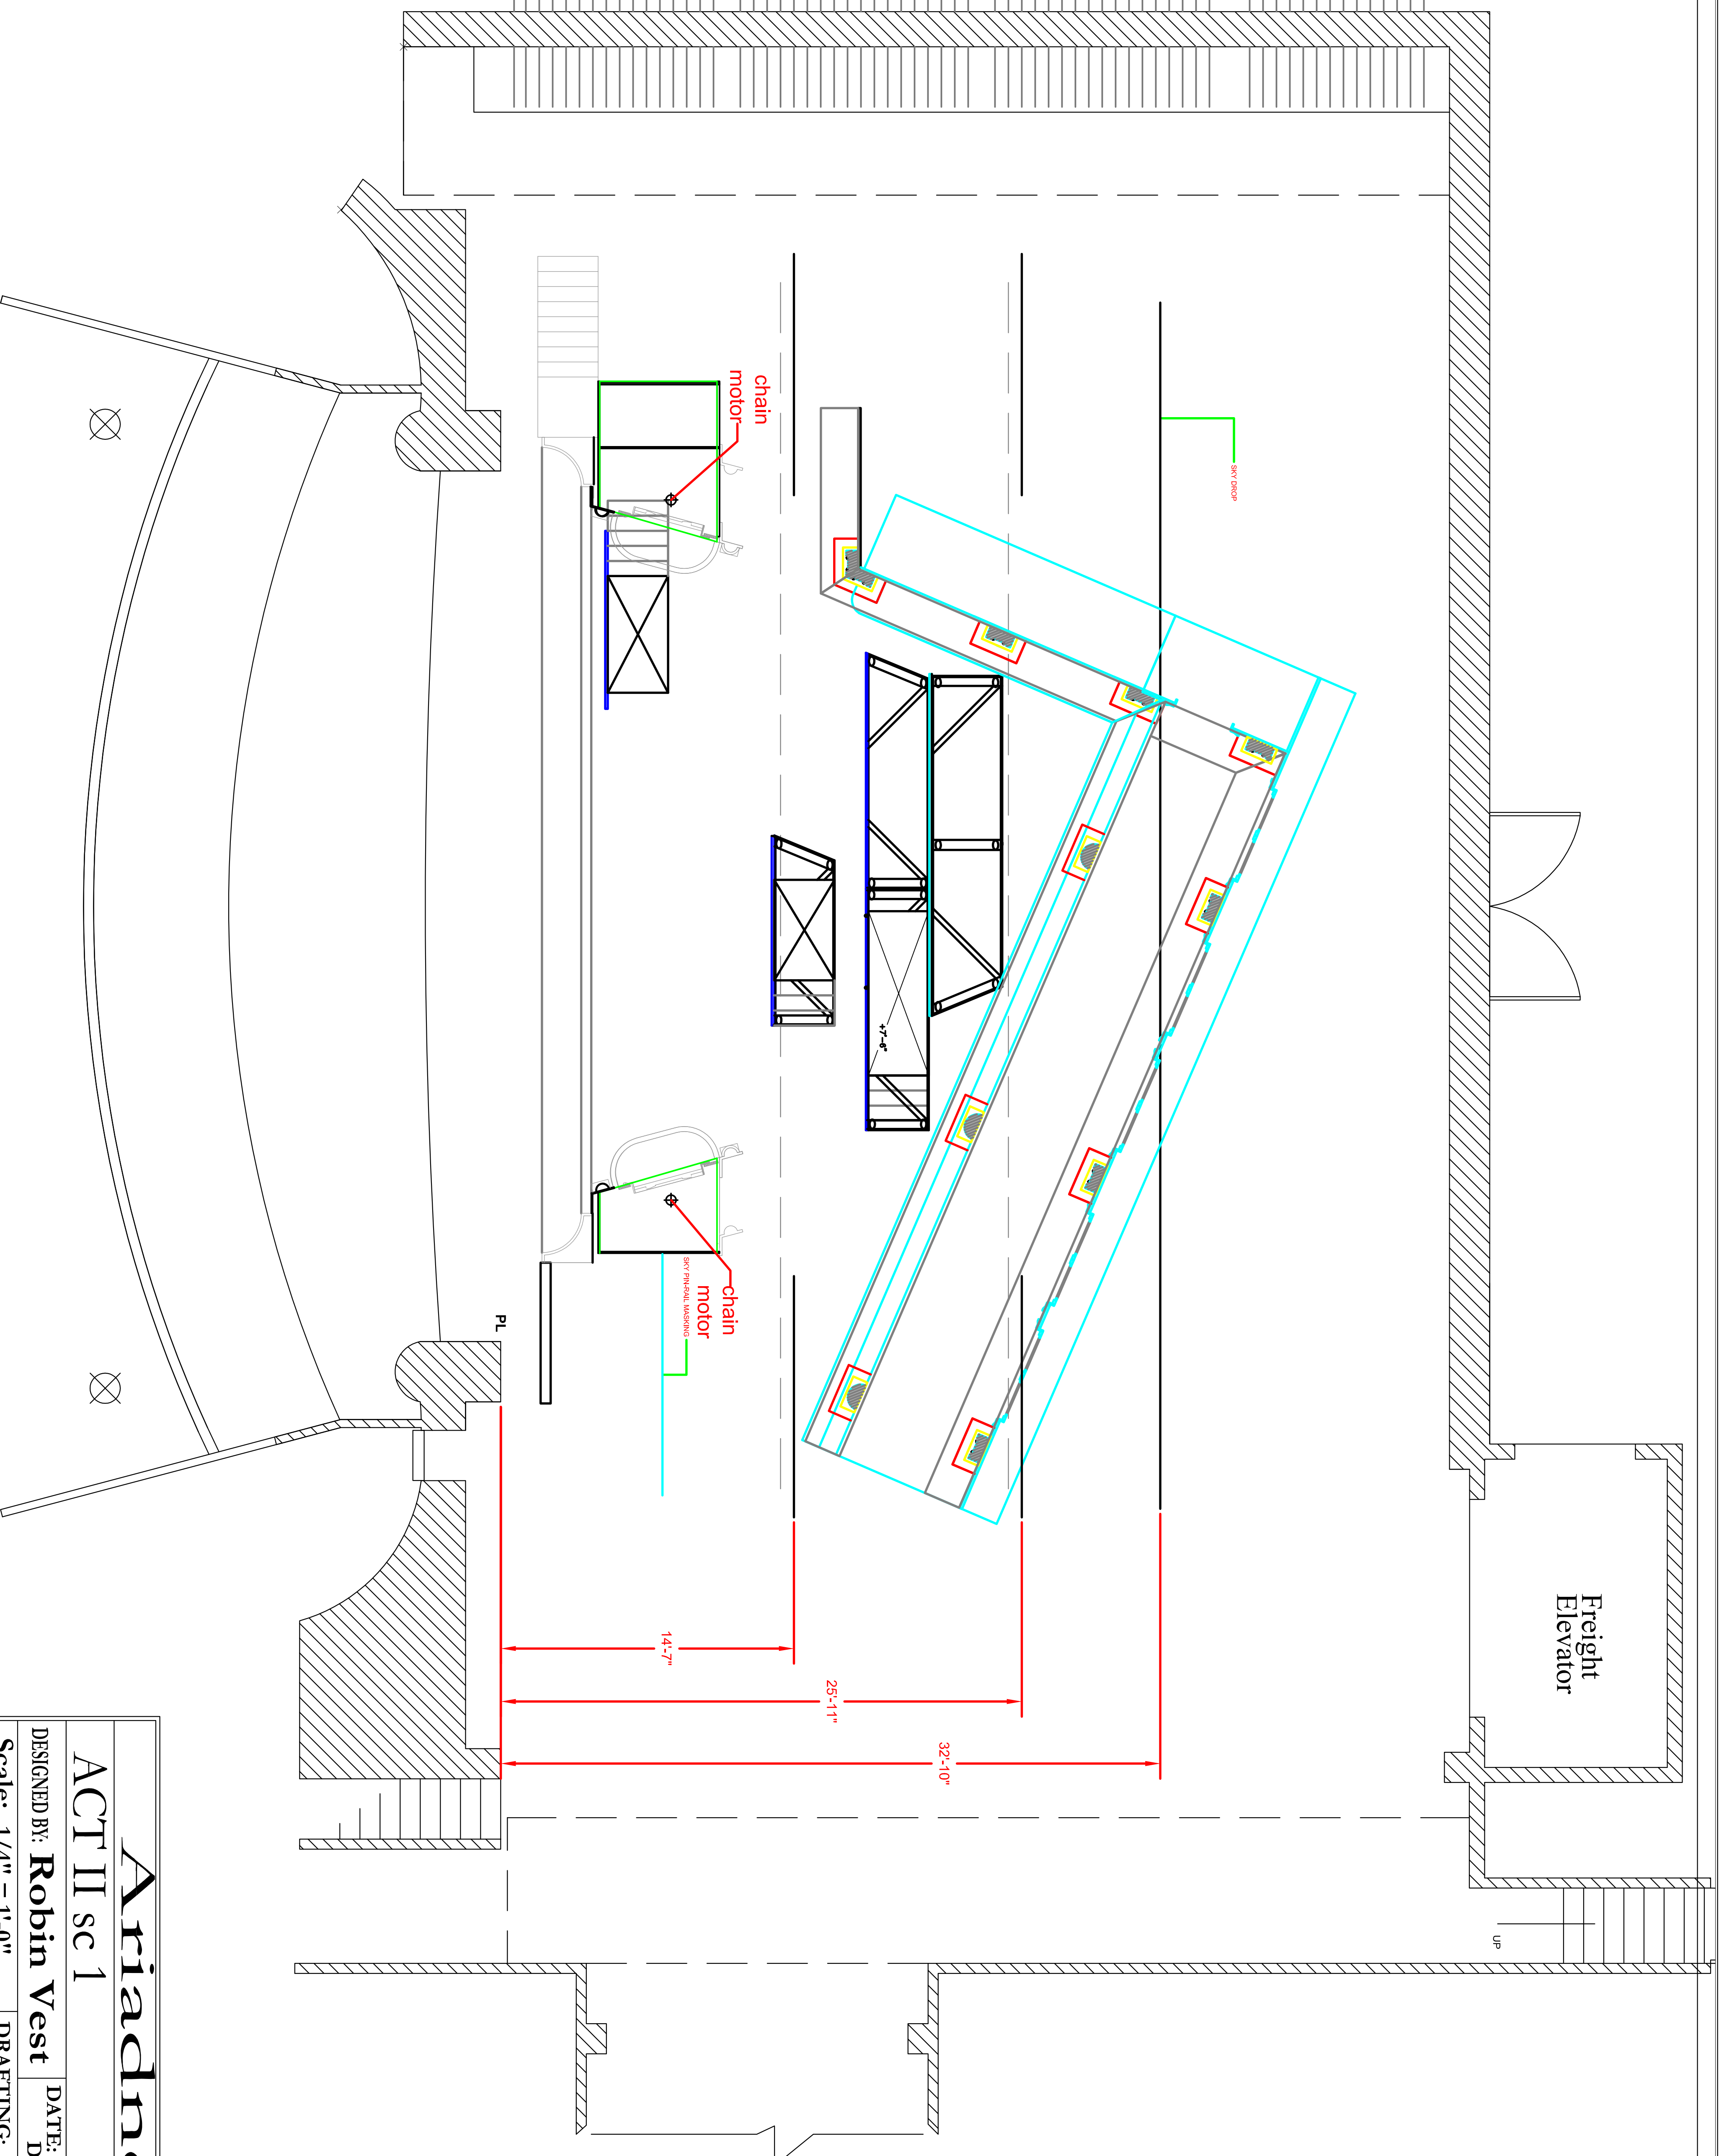 SKY DROP
chain
motor
+7'-6"
chain
motor
SKY PIN-RAIL MASKING
PL
14'-7"
25'-11"
32'-10"
Freight
Elevator
UP
ACT II sc 1
DESIGNED BY: Robin Vest
DATE: